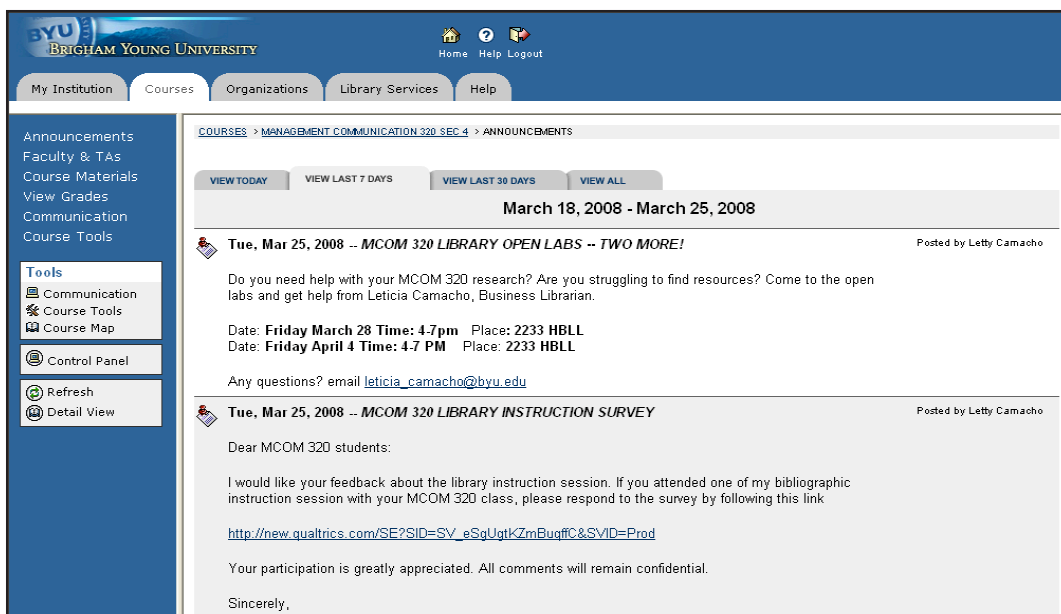 BYU
BRIGHAM YOUNG UNIVERSITY
Home Help Logout
My Institution Courses Organizations Library Services Help
Announcements
Faculty & TAs
Course Materials
View Grades
Communication
Course Tools
Tools
Communication
Course Tools
Course Map
Control Panel
Refresh
Detail View
COURSES > MANAGEMENT COMMUNICATION 320 SEC 4 > ANNOUNCEMENTS
VIEW TODAY VIEW LAST 7 DAYS VIEW LAST 30 DAYS VIEW ALL
March 18, 2008 - March 25, 2008
Tue, Mar 25, 2008 -- MCOM 320 LIBRARY OPEN LABS -- TWO MORE! Posted by Letty Camacho
Do you need help with your MCOM 320 research? Are you struggling to find resources? Come to the open
labs and get help from Leticia Camacho, Business Librarian.
Date: Friday March 28 Time: 4-7pm Place: 2233 HBLL
Date: Friday April 4 Time: 4-7 PM Place: 2233 HBLL
Any questions? email leticia_camacho@byu.edu
Tue, Mar 25, 2008 -- MCOM 320 LIBRARY INSTRUCTION SURVEY Posted by Letty Camacho
Dear MCOM 320 students:
I would like your feedback about the library instruction session. If you attended one of my bibliographic
instruction session with your MCOM 320 class, please respond to the survey by following this link
http://new.qualtrics.com/SE?SID=SV_eSgUgtKZmBuqffC&SVID=Prod
Your participation is greatly appreciated. All comments will remain confidential.
Sincerely,